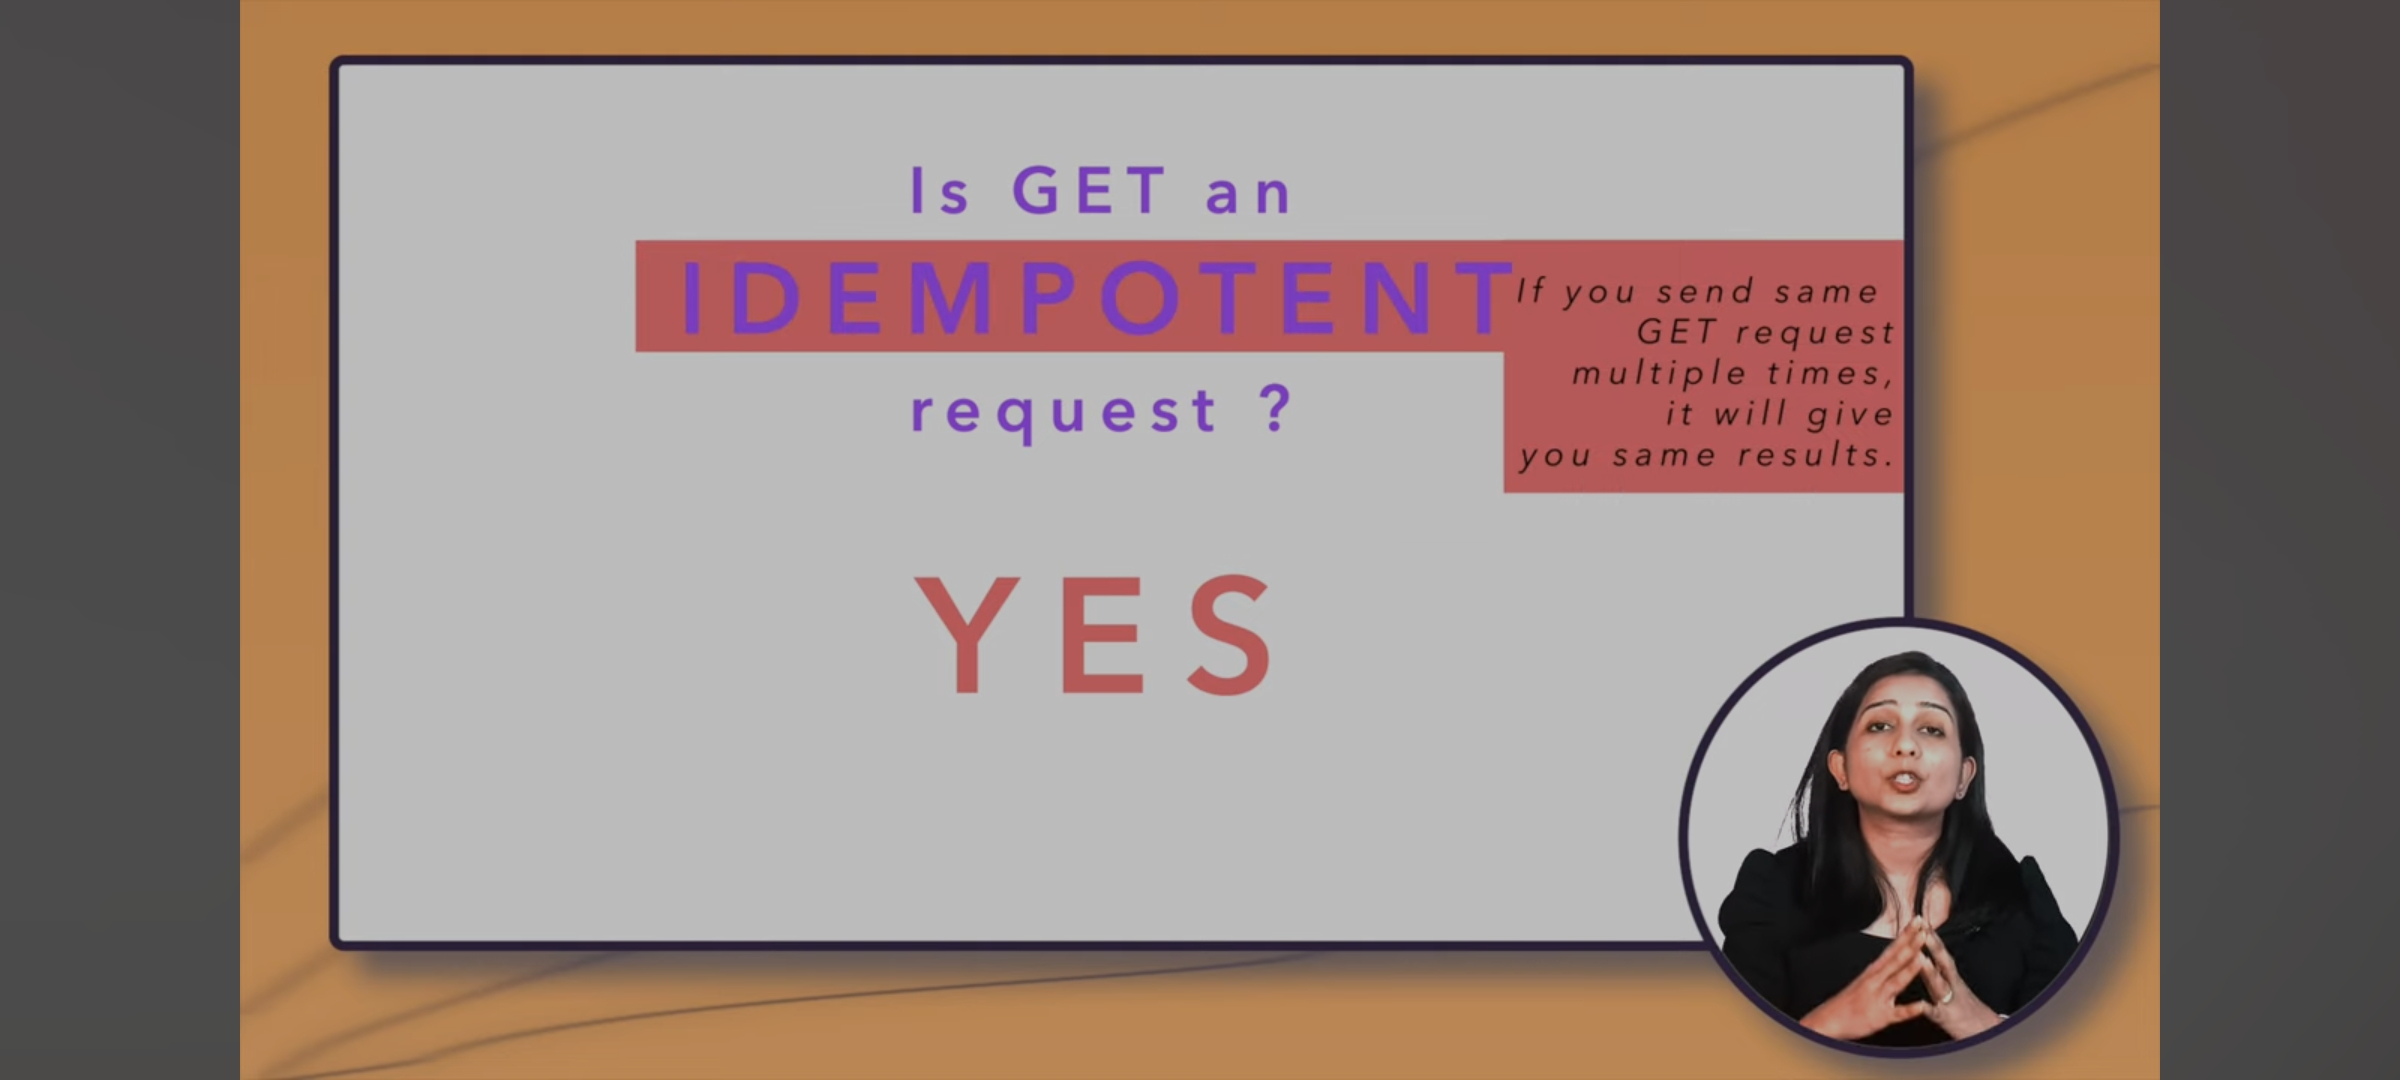 Is GET an
IDEMPOTENT
request ?
If you send same
GET request
multiple times,
it will give
you same results.
YES